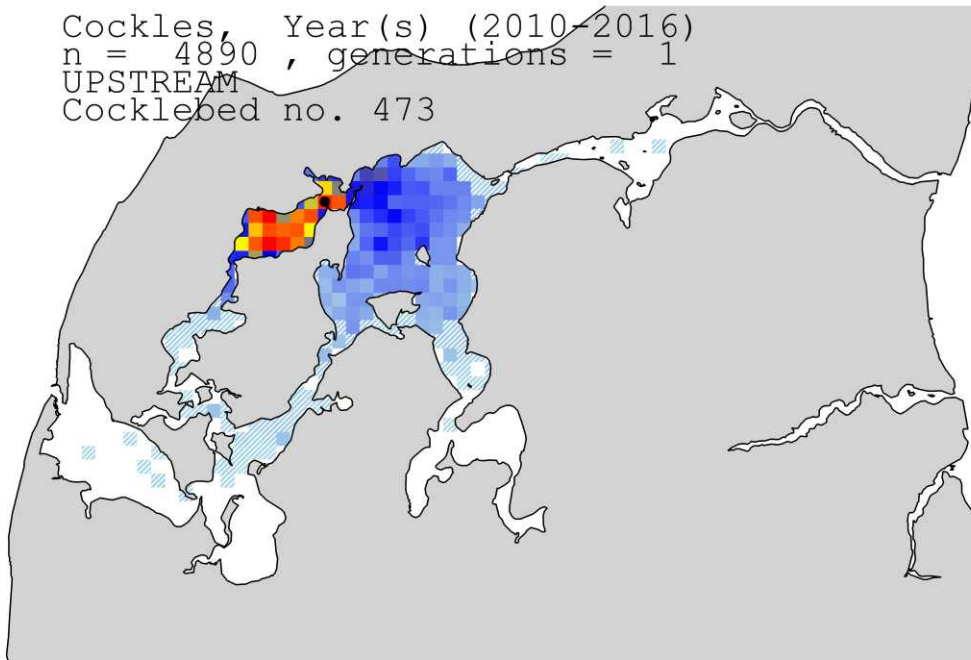 Cockles, Year(s) (2010-2016)
n = 4890 , generations = 1
UPSTREAM
Cocklebed no. 473